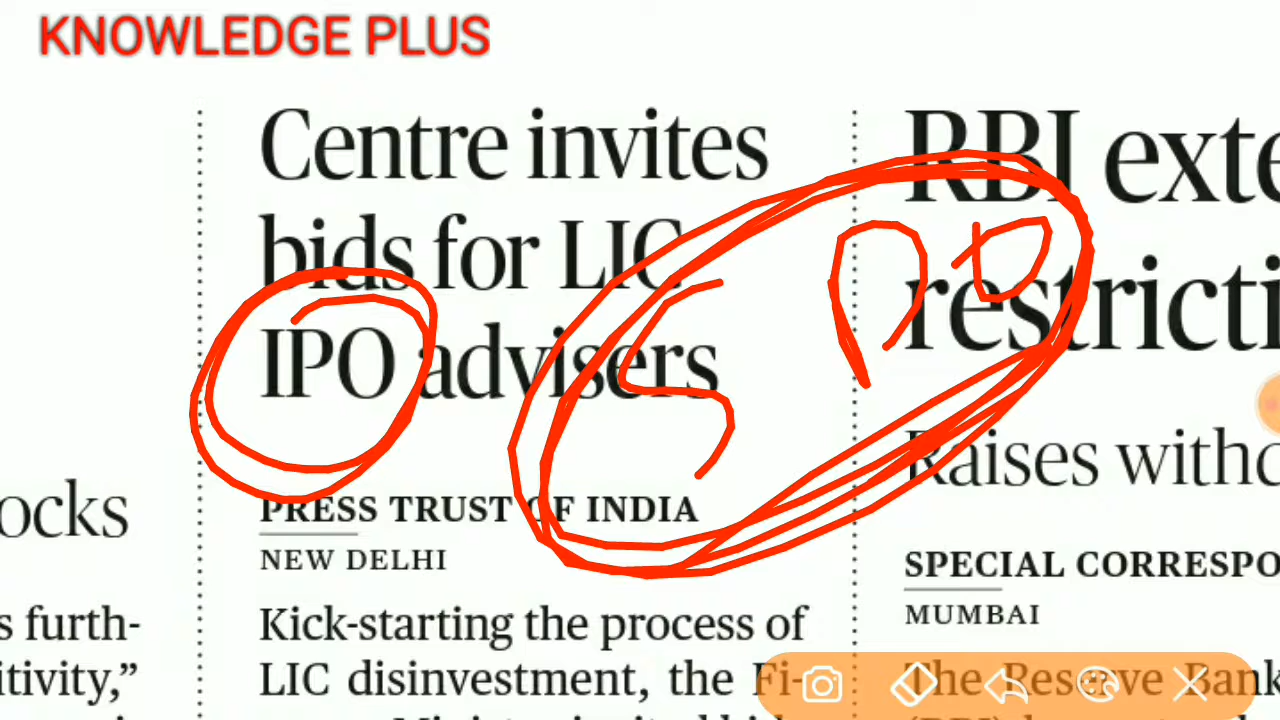 KNOWLEDGE PLUS
ocks
s furth-
itivity,”
Centre invites
bids for LIC
IPO advisers
PRESS TRUST OF INDIA
NEW DELHI
Kick-starting the process of
LIC disinvestment, the Fi-
RBI exte
restricti
Raises witho
SPECIAL CORRESPO
MUMBAI
The Reserve Bank